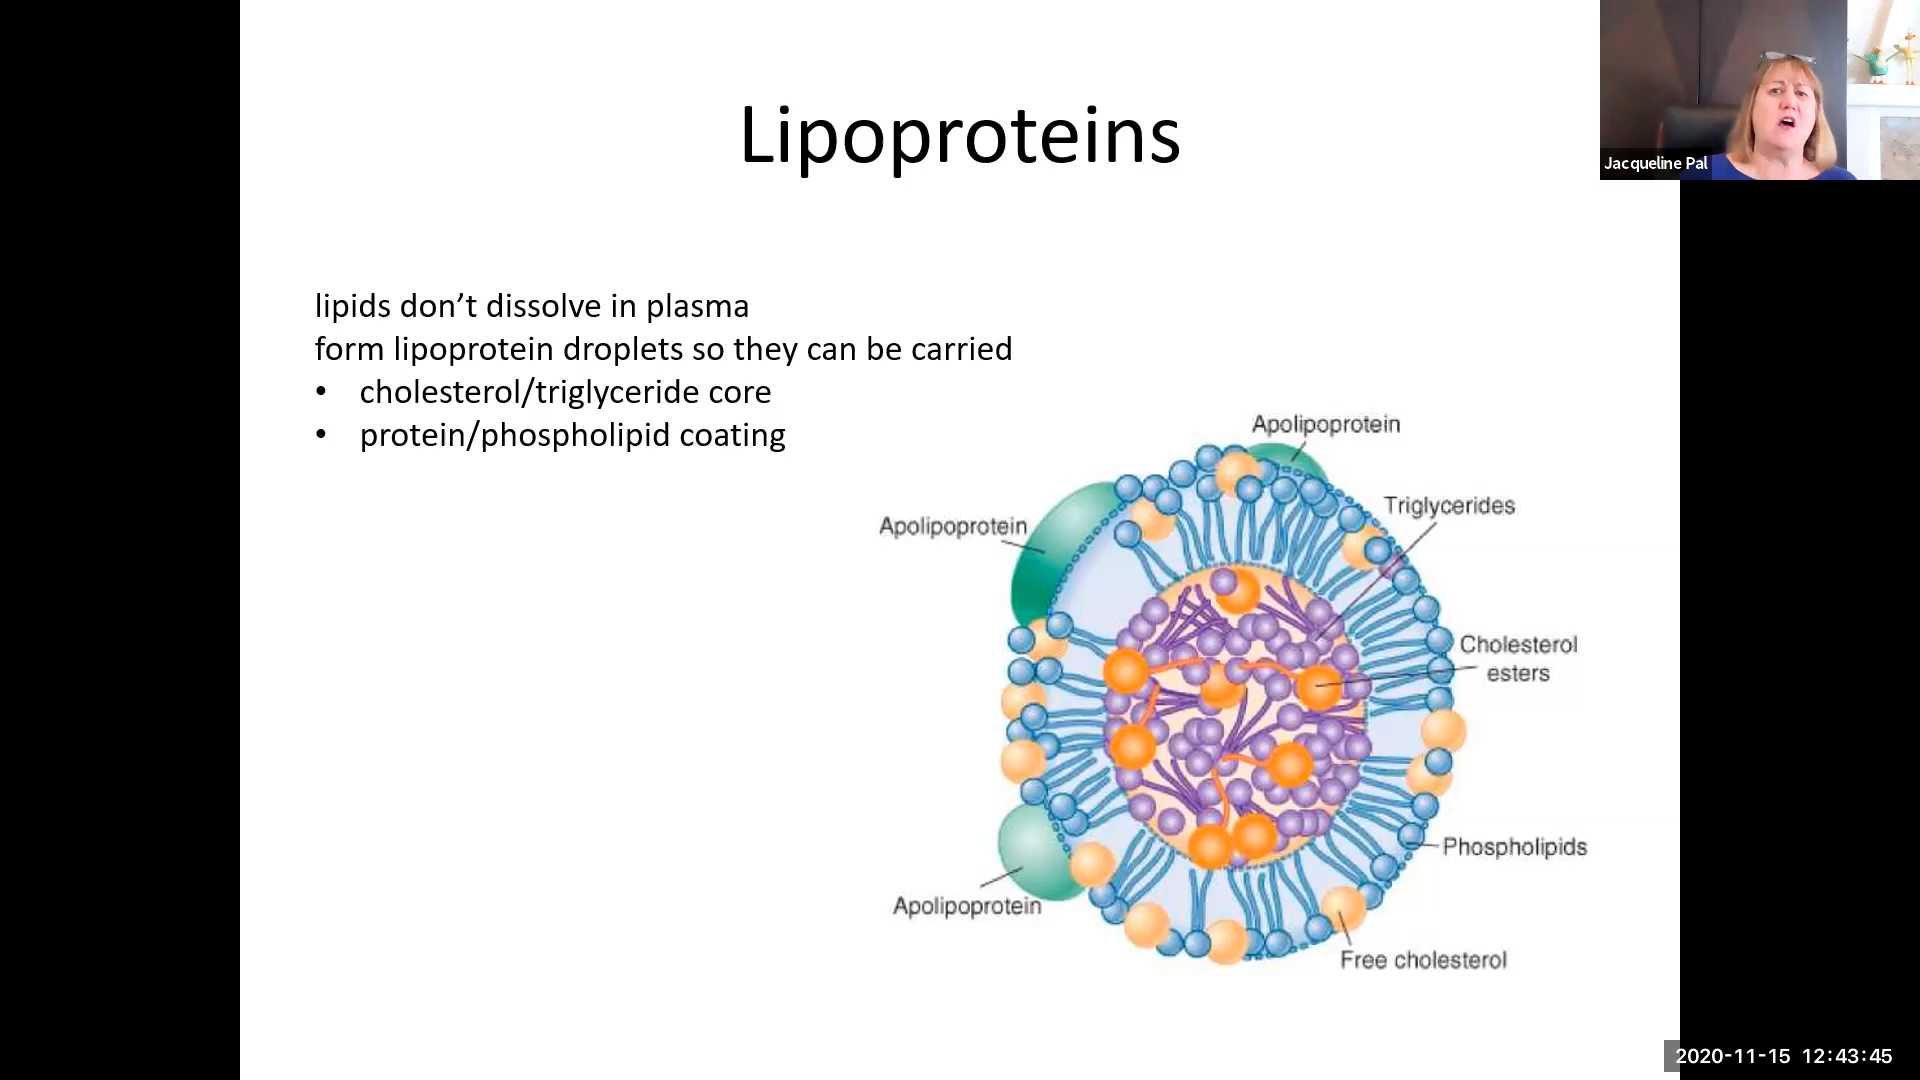 Lipoproteins
Jacqueline Pal
lipids don’t dissolve in plasma
form lipoprotein droplets so they can be carried
• cholesterol/triglyceride core
• protein/phospholipid coating
Apolipoprotein
Triglycerides
Apolipoprotein
Cholesterol
esters
Phospholipids
Apolipoprotein
Free cholesterol
2020-11-15 12:43:45